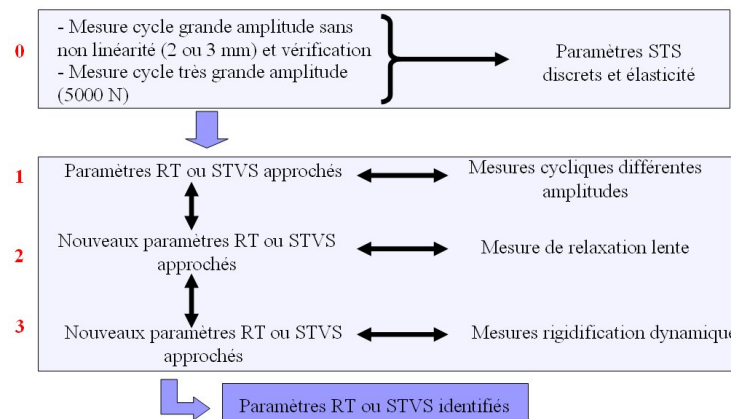 0
- Mesure cycle grande amplitude sans
non linéarité (2 ou 3 mm) et vérification
- Mesure cycle très grande amplitude
(5000 N)
Paramètres STS
discrets et élasticité
1
Paramètres RT ou STVS approchés
Mesures cycliques différentes
amplitudes
2
Nouveaux paramètres RT ou STVS
approchés
Mesure de relaxation lente
3
Nouveaux paramètres RT ou STVS
approchés
Mesures rigidification dynamique
Paramètres RT ou STVS identifiés